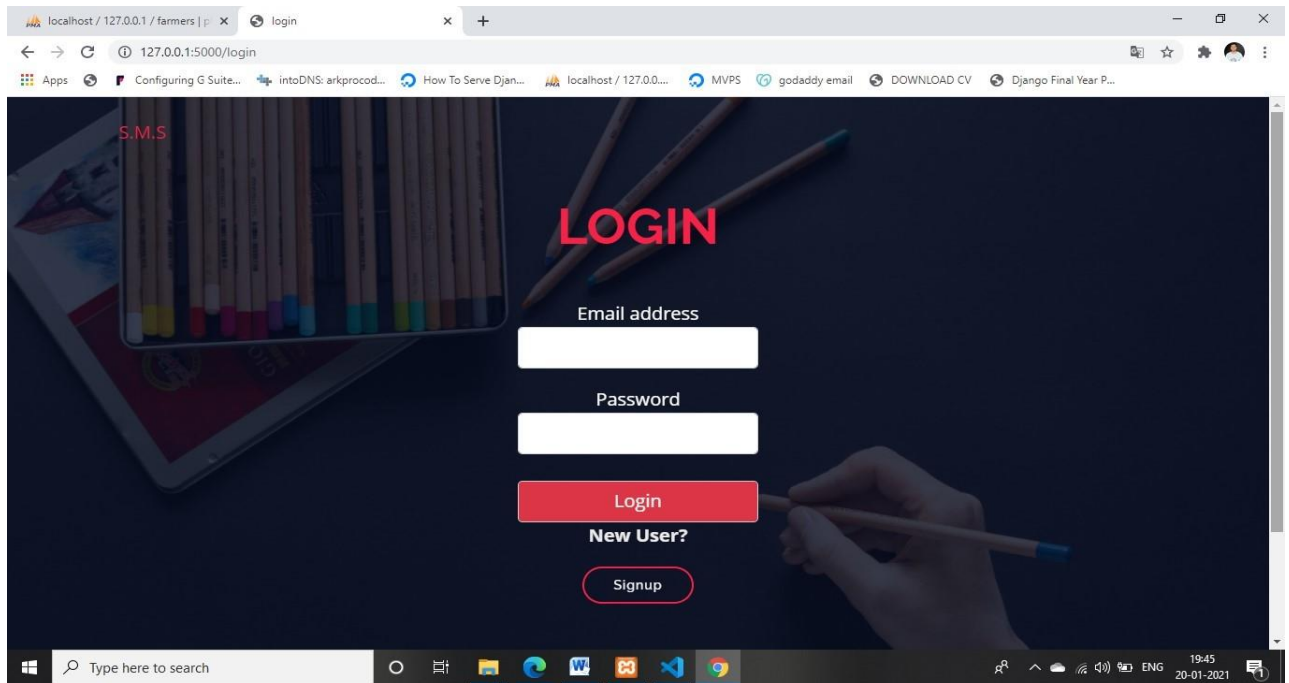 localhost / 127.0.0.1 / farmers | p
login
127.0.0.1:5000/login
Apps
Configuring G Suite...
intoDNS: arkprocod...
How To Serve Djan...
localhost / 127.0.0....
MVPS
godaddy email
DOWNLOAD CV
Django Final Year P...
S.M.S
LOGIN
Email address
Password
Login
New User?
Signup
Type here to search
ENG
19:45
20-01-2021